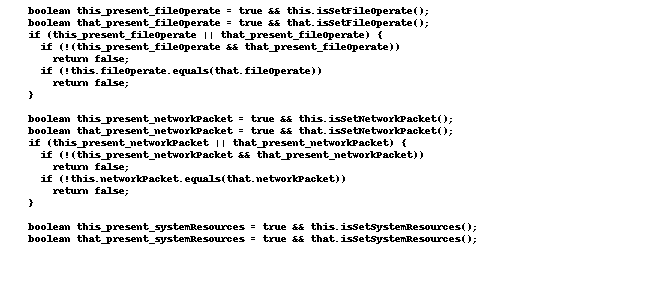 boolean this_present_fileOperate = true && this.isSetFileOperate();
boolean that_present_fileOperate = true && that.isSetFileOperate();
if (this_present_fileOperate || that_present_fileOperate) {
  if (!(this_present_fileOperate && that_present_fileOperate))
    return false;
  if (!this.fileOperate.equals(that.fileOperate))
    return false;
}

boolean this_present_networkPacket = true && this.isSetNetworkPacket();
boolean that_present_networkPacket = true && that.isSetNetworkPacket();
if (this_present_networkPacket || that_present_networkPacket) {
  if (!(this_present_networkPacket && that_present_networkPacket))
    return false;
  if (!this.networkPacket.equals(that.networkPacket))
    return false;
}

boolean this_present_systemResources = true && this.isSetSystemResources();
boolean that_present_systemResources = true && that.isSetSystemResources();